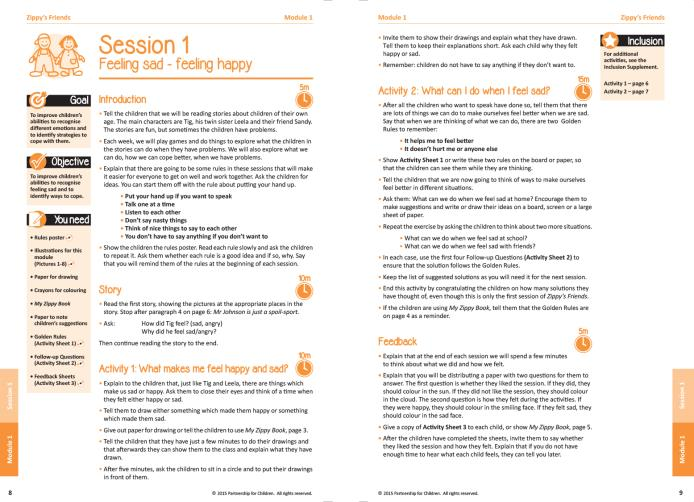 Zippy's Friends
Module 1
Session 1
Feeling sad - feeling happy
Goal
To improve children's
abilities to recognise
different emotions and
to identify strategies to
cope with them.
Objective
To improve children's
abilities to recognise
feeling sad and to
identify ways to cope.
You need
• Rules poster
• Illustrations for this
module
(Pictures 1-8)
• Paper for drawing
• Crayons for colouring
• My Zippy Book
• Paper to note
children's suggestions
• Golden Rules
(Activity Sheet 1)
• Follow-up Questions
(Activity Sheet 2)
• Feedback Sheets
(Activity Sheet 3)
5m
Introduction
• Tell the children that we will be reading stories about children of their own
age. The main characters are Tig, his twin sister Leela and their friend Sandy.
The stories are fun, but sometimes the children have problems.
• Each week, we will play games and do things to explore what the children in
the stories can do when they have problems. We will also explore what we
can do, how we can cope better, when we have problems.
• Explain that there are going to be some rules in these sessions that will make
it easier for everyone to get on well and work together. Ask the children for
ideas. You can start them off with the rule about putting your hand up.
• Put your hand up if you want to speak
• Talk one at a time
• Listen to each other
• Don't say nasty things
• Think of nice things to say to each other
• You don't have to say anything if you don't want to
• Show the children the rules poster. Read each rule slowly and ask the children
to repeat it. Ask them whether each rule is a good idea and if so, why. Say
that you will remind them of the rules at the beginning of each session.
10m
Story
• Read the first story, showing the pictures at the appropriate places in the
story. Stop after paragraph 4 on page 6: Mr Johnson is just a spoil-sport.
• Ask: How did Tig feel? (sad, angry)
Why did he feel sad/angry?
Then continue reading the story to the end.
10m
Activity 1: What makes me feel happy and sad?
• Explain to the children that, just like Tig and Leela, there are things which
make us sad or happy. Ask them to close their eyes and think of a time when
they felt either happy or sad.
• Tell them to draw either something which made them happy or something
which made them sad.
• Give out paper for drawing or tell the children to use My Zippy Book, page 3.
• Tell the children that they have just a few minutes to do their drawings and
that afterwards they can show them to the class and explain what they have
drawn.
• After five minutes, ask the children to sit in a circle and to put their drawings
in front of them.
Session 1
Module 1
8
© 2015 Partnership for Children. All rights reserved.
Module 1
Zippy's Friends
• Invite them to show their drawings and explain what they have drawn.
Tell them to keep their explanations short. Ask each child why they felt
happy or sad.
• Remember: children do not have to say anything if they don't want to.
15m
Activity 2: What can I do when I feel sad?
• After all the children who want to speak have done so, tell them that there
are lots of things we can do to make ourselves feel better when we are sad.
Say that when we are thinking of what we can do, there are two Golden
Rules to remember:
• It helps me to feel better
• It doesn't hurt me or anyone else
• Show Activity Sheet 1 or write these two rules on the board or paper, so
that the children can see them while they are thinking.
• Tell the children that we are now going to think of ways to make ourselves
feel better in different situations.
• Ask them: What can we do when we feel sad at home? Encourage them to
make suggestions and write or draw their ideas on a board, screen or a large
sheet of paper.
• Repeat the exercise by asking the children to think about two more situations.
• What can we do when we feel sad at school?
• What can we do when we feel sad with friends?
• In each case, use the first four Follow-up Questions (Activity Sheet 2) to
ensure that the solution follows the Golden Rules.
• Keep the list of suggested solutions as you will need it for the next session.
• End this activity by congratulating the children on how many solutions they
have thought of, even though this is only the first session of Zippy's Friends.
• If the children are using My Zippy Book, tell them that the Golden Rules are
on page 4 as a reminder.
5m
Feedback
• Explain that at the end of each session we will spend a few minutes
to think about what we did and how we felt.
• Explain that you will be distributing a paper with two questions for them to
answer. The first question is whether they liked the session. If they did, they
should colour in the sun. If they did not like the session, they should colour
in the cloud. The second question is how they felt during the activities. If
they were happy, they should colour in the smiling face. If they felt sad, they
should colour in the sad face.
• Give a copy of Activity Sheet 3 to each child, or show My Zippy Book, page 5.
• After the children have completed the sheets, invite them to say whether
they liked the session and how they felt. Explain that if you do not have
enough time to hear what each child feels, they can tell you later.
Inclusion
For additional
activities, see the
Inclusion Supplement.
Activity 1 – page 6
Activity 2 – page 7
Session 1
Module 1
© 2015 Partnership for Children. All rights reserved.
9